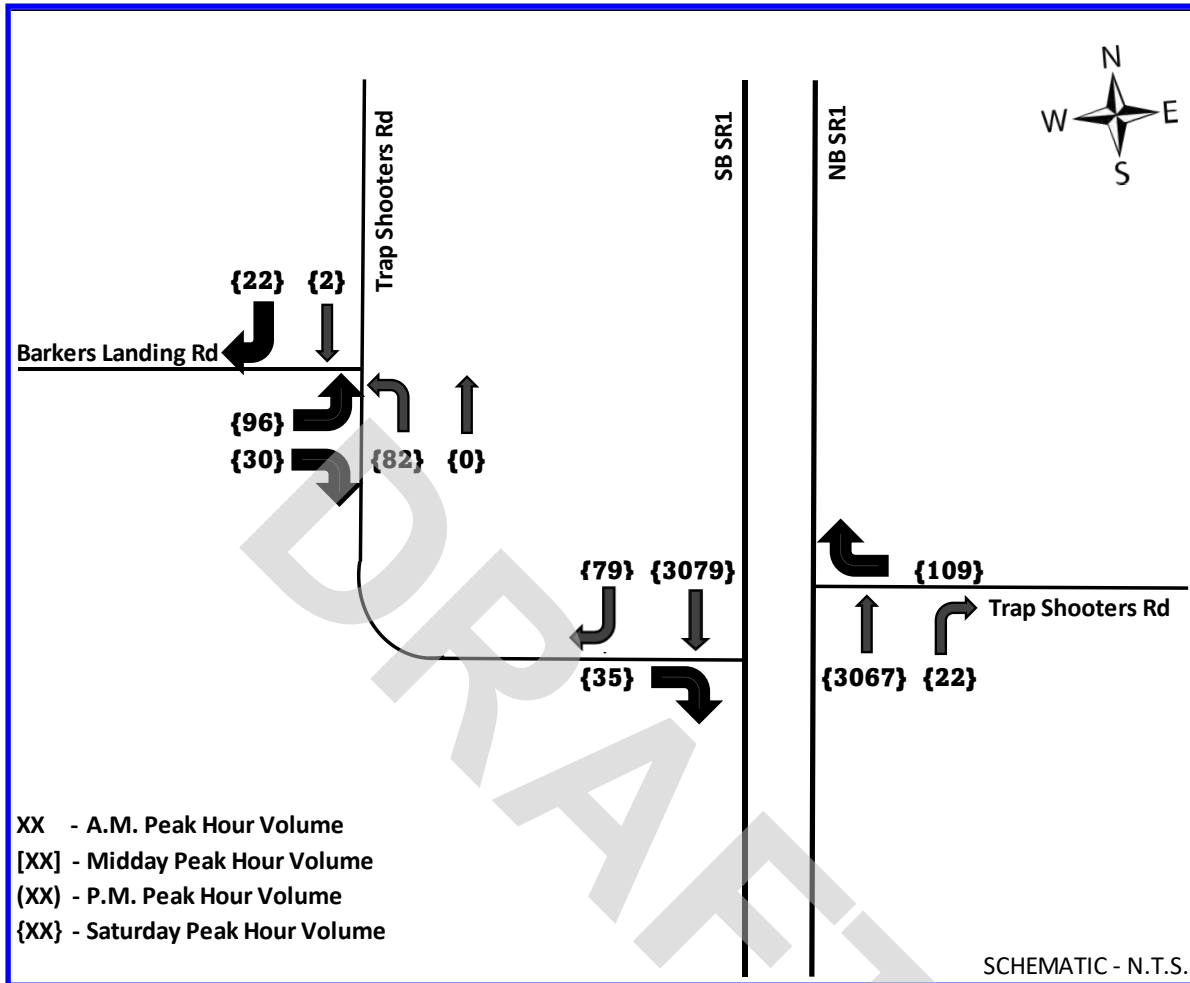 N
W E
S
Trap Shooters Rd
SB SR1
NB SR1
{22} {2}
Barkers Landing Rd
{96}
{30} {82} {0}
{79} {3079}
{109}
Trap Shooters Rd
{35}
{3067} {22}
XX - A.M. Peak Hour Volume
[XX] - Midday Peak Hour Volume
(XX) - P.M. Peak Hour Volume
{XX} - Saturday Peak Hour Volume
SCHEMATIC - N.T.S.
DRAFT